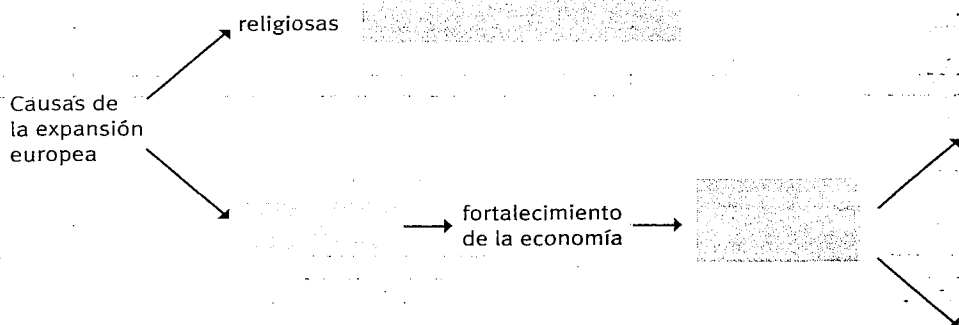 religiosas
Causas de
la expansión
europea
fortalecimiento
de la economía